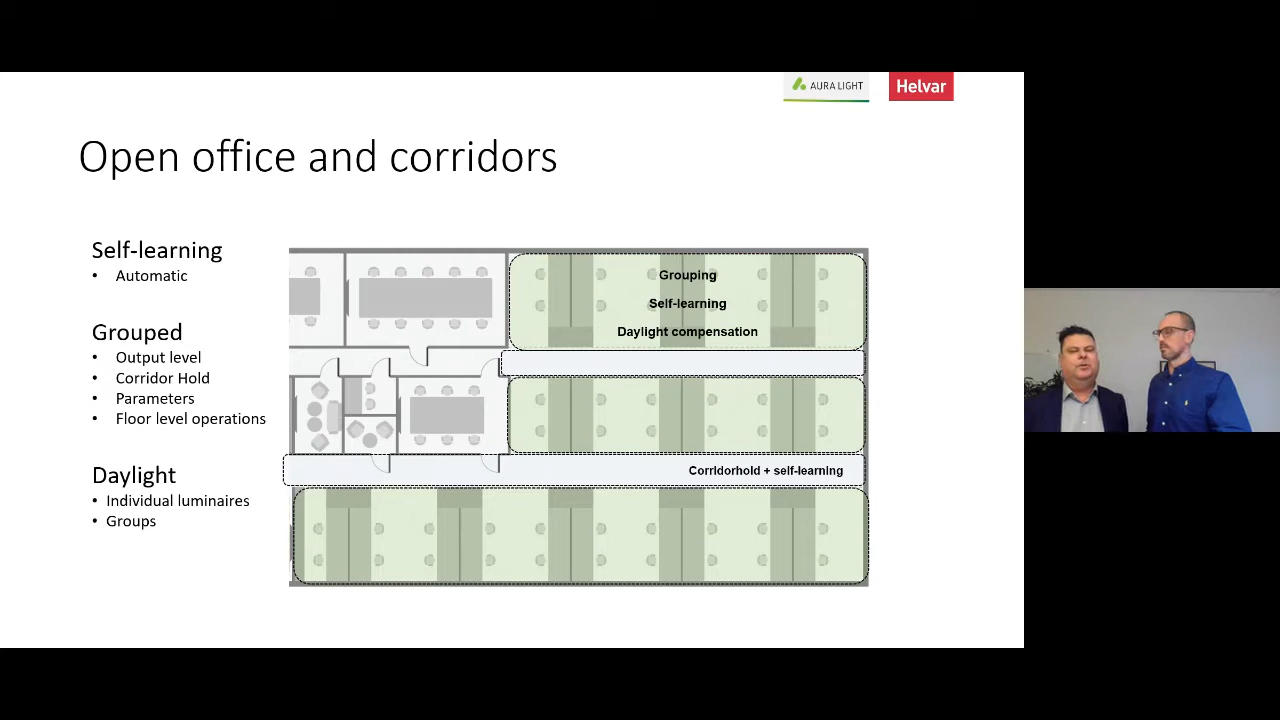 AURA LIGHT
Helvar
Open office and corridors
Self-learning
• Automatic
Grouped
• Output level
• Corridor Hold
• Parameters
• Floor level operations
Daylight
• Individual luminaires
• Groups
Grouping
Self-learning
Daylight compensation
Corridorhold + self-learning